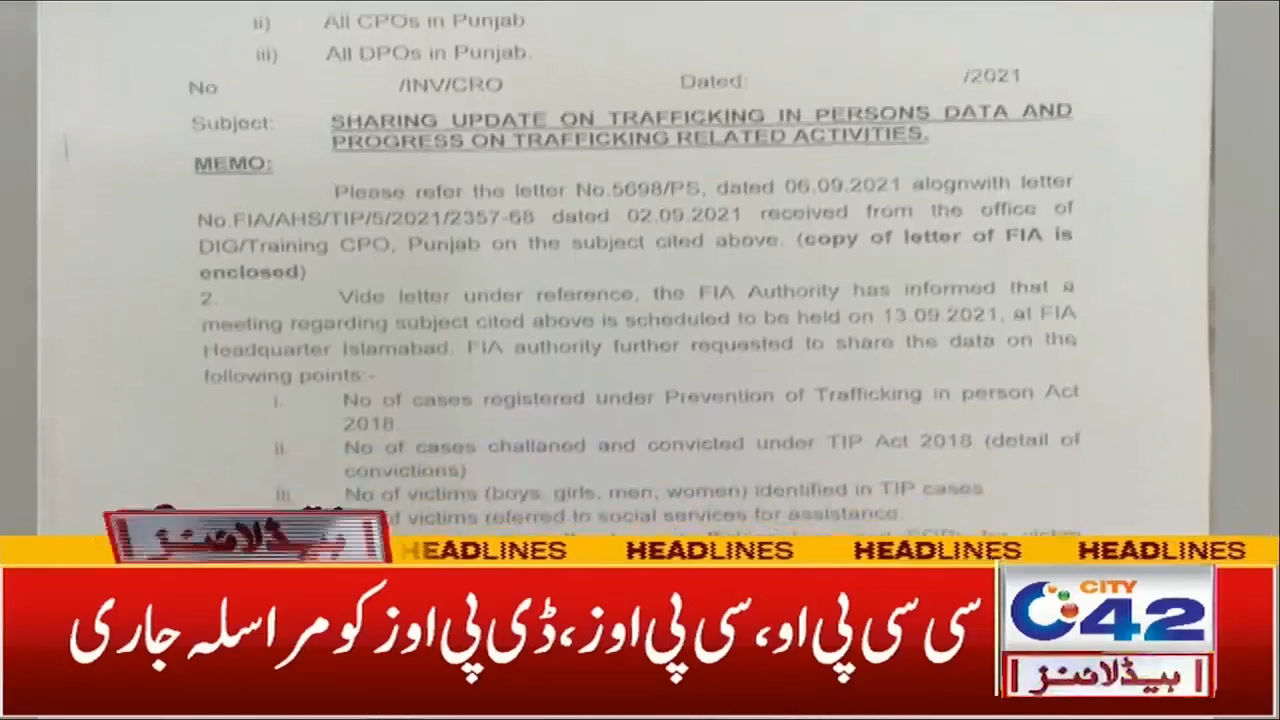 ii) All CPOs in Punjab
iii) All DPOs in Punjab.
No /INV/CRO Dated: /2021
Subject: SHARING UPDATE ON TRAFFICKING IN PERSONS DATA AND
PROGRESS ON TRAFFICKING RELATED ACTIVITIES.
MEMO:
Please refer the letter No.5698/PS, dated 06.09.2021 alognwith letter
No.FIA/AHS/TIP/5/2021/2357-68 dated 02.09.2021 received from the office of
DIG/Training CPO, Punjab on the subject cited above. (copy of letter of FIA is
enclosed)
2. Vide letter under reference, the FIA Authority has informed that a
meeting regarding subject cited above is scheduled to be held on 13.09.2021, at FIA
Headquarter Islamabad. FIA authority further requested to share the data on the
following points:-
i. No of cases registered under Prevention of Trafficking in person Act
2018.
ii. No of cases challaned and convicted under TIP Act 2018 (detail of
convictions)
iii. No of victims (boys, girls, men, women) identified in TIP cases
of victims referred to social services for assistance.
ہیڈلائنز
HEADLINES HEADLINES HEADLINES HEADLINES
سی سی پی او، سی پی اوز، ڈی پی اوز کو مراسلہ جاری
CITY
42
ہیڈلائنز